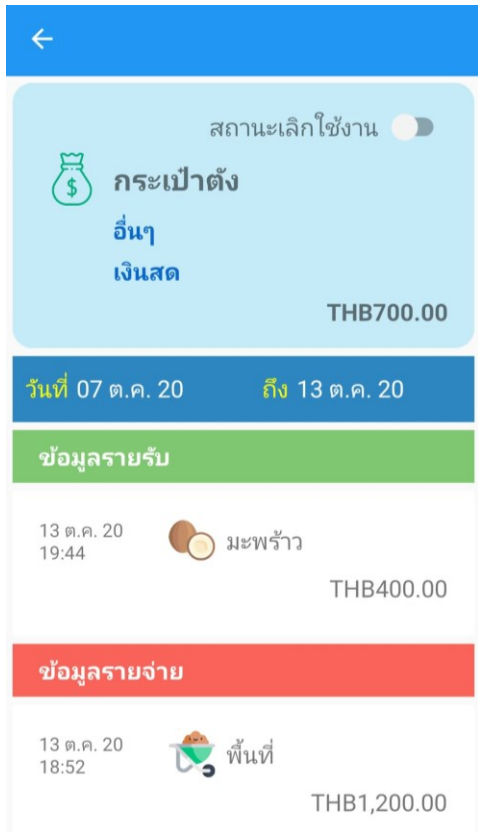 สถานะเลิกใช้งาน
$
กระเป๋าตัง
อื่นๆ
เงินสด
THB700.00
วันที่ 07 ต.ค. 20 ถึง 13 ต.ค. 20
ข้อมูลรายรับ
13 ต.ค. 20
19:44
มะพร้าว
THB400.00
ข้อมูลรายจ่าย
13 ต.ค. 20
18:52
พื้นที่
THB1,200.00